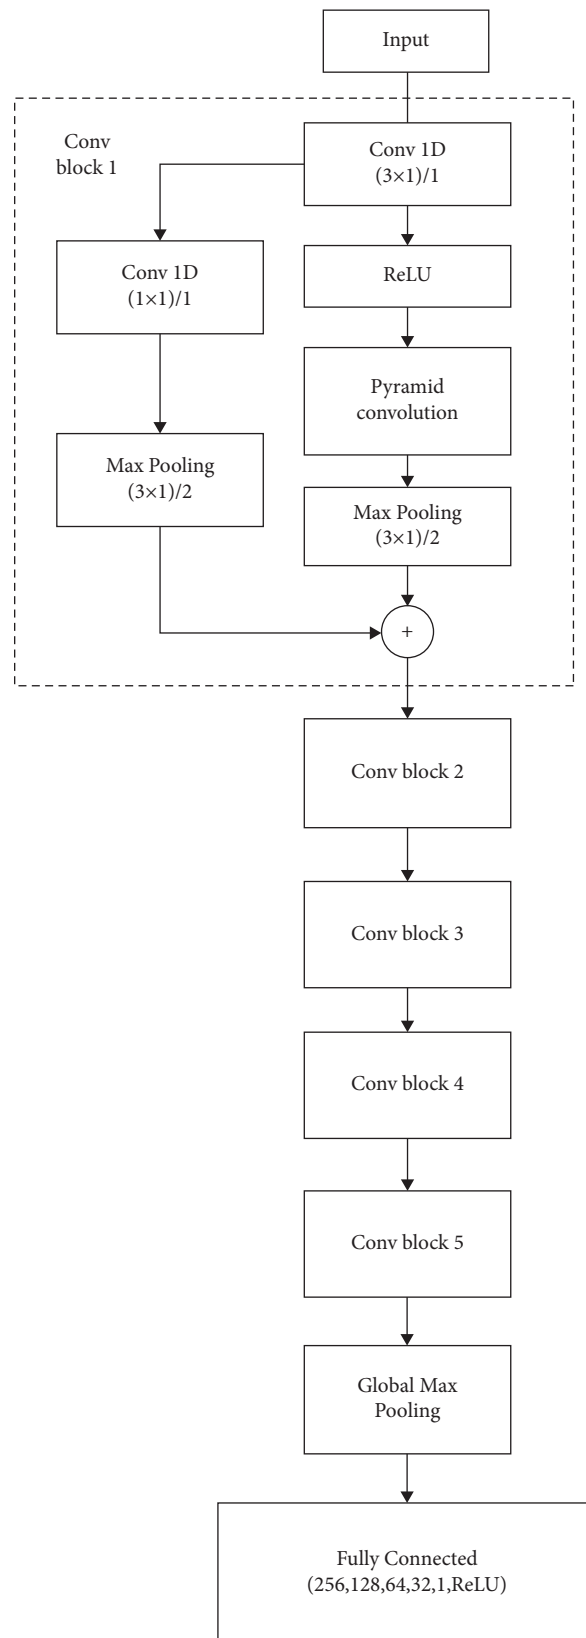 Input
Conv
block 1
Conv 1D
(3×1)/1
Conv 1D
(1×1)/1
ReLU
Pyramid
convolution
Max Pooling
(3×1)/2
Max Pooling
(3×1)/2
+
Conv block 2
Conv block 3
Conv block 4
Conv block 5
Global Max
Pooling
Fully Connected
(256,128,64,32,1,ReLU)